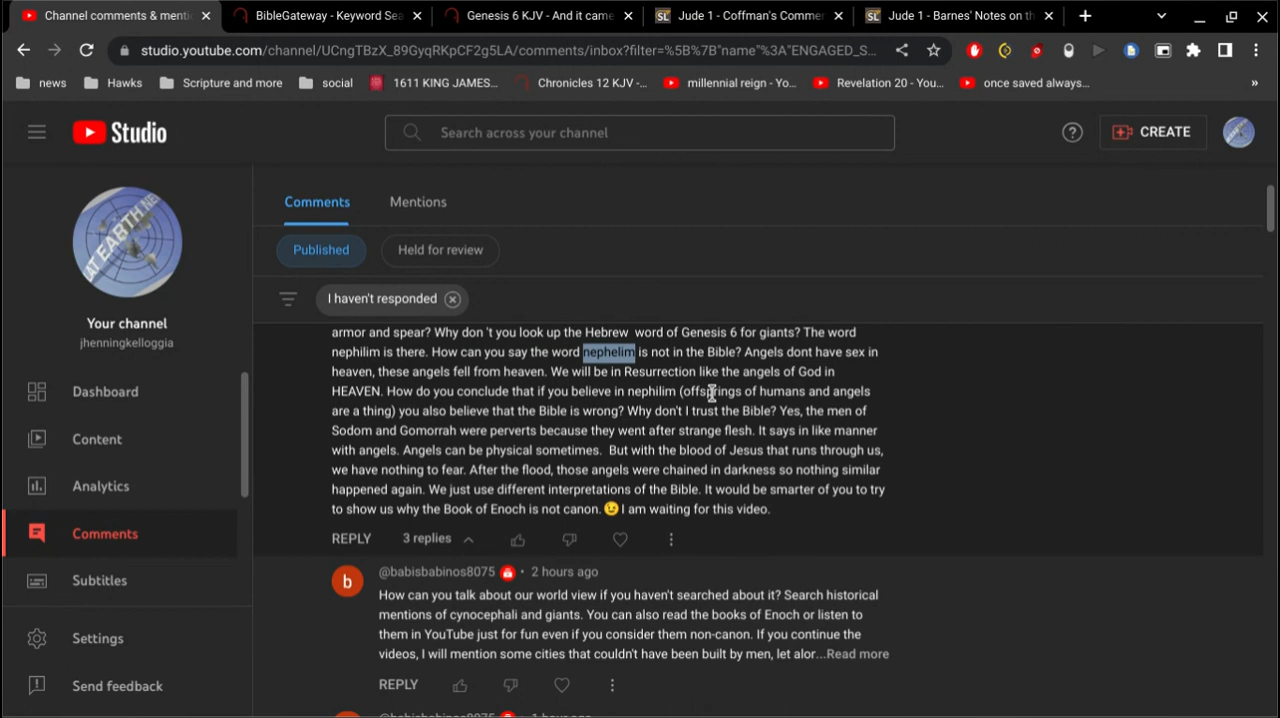 Channel comments & menti
BibleGateway - Keyword Sea
Genesis 6 KJV - And it came
Jude 1 - Coffman's Comme
Jude 1 - Barnes' Notes on th
studio.youtube.com/channel/UCngTBzX_89GyqRKpCF2g5LA/comments/inbox?filter=%5B%7B"name"%3A"ENGAGED_S...
news
Hawks
Scripture and more
social
1611 KING JAMES...
Chronicles 12 KJV -...
millennial reign - Yo...
Revelation 20 - You...
once saved always...
»
Studio
Search across your channel
CREATE
Your channel
jhenningkelloggia
Dashboard
Content
Analytics
Comments
Subtitles
Settings
Send feedback
Comments
Mentions
Published
Held for review
I haven't responded
armor and spear? Why don 't you look up the Hebrew word of Genesis 6 for giants? The word
nephilim is there. How can you say the word nephelim is not in the Bible? Angels dont have sex in
heaven, these angels fell from heaven. We will be in Resurrection like the angels of God in
HEAVEN. How do you conclude that if you believe in nephilim (offsprings of humans and angels
are a thing) you also believe that the Bible is wrong? Why don't I trust the Bible? Yes, the men of
Sodom and Gomorrah were perverts because they went after strange flesh. It says in like manner
with angels. Angels can be physical sometimes. But with the blood of Jesus that runs through us,
we have nothing to fear. After the flood, those angels were chained in darkness so nothing similar
happened again. We just use different interpretations of the Bible. It would be smarter of you to try
to show us why the Book of Enoch is not canon. 😉 I am waiting for this video.
REPLY
3 replies
b
@babisbabinos8075 • 2 hours ago
How can you talk about our world view if you haven't searched about it? Search historical
mentions of cynocephali and giants. You can also read the books of Enoch or listen to
them in YouTube just for fun even if you consider them non-canon. If you continue the
videos, I will mention some cities that couldn't have been built by men, let alor...Read more
REPLY